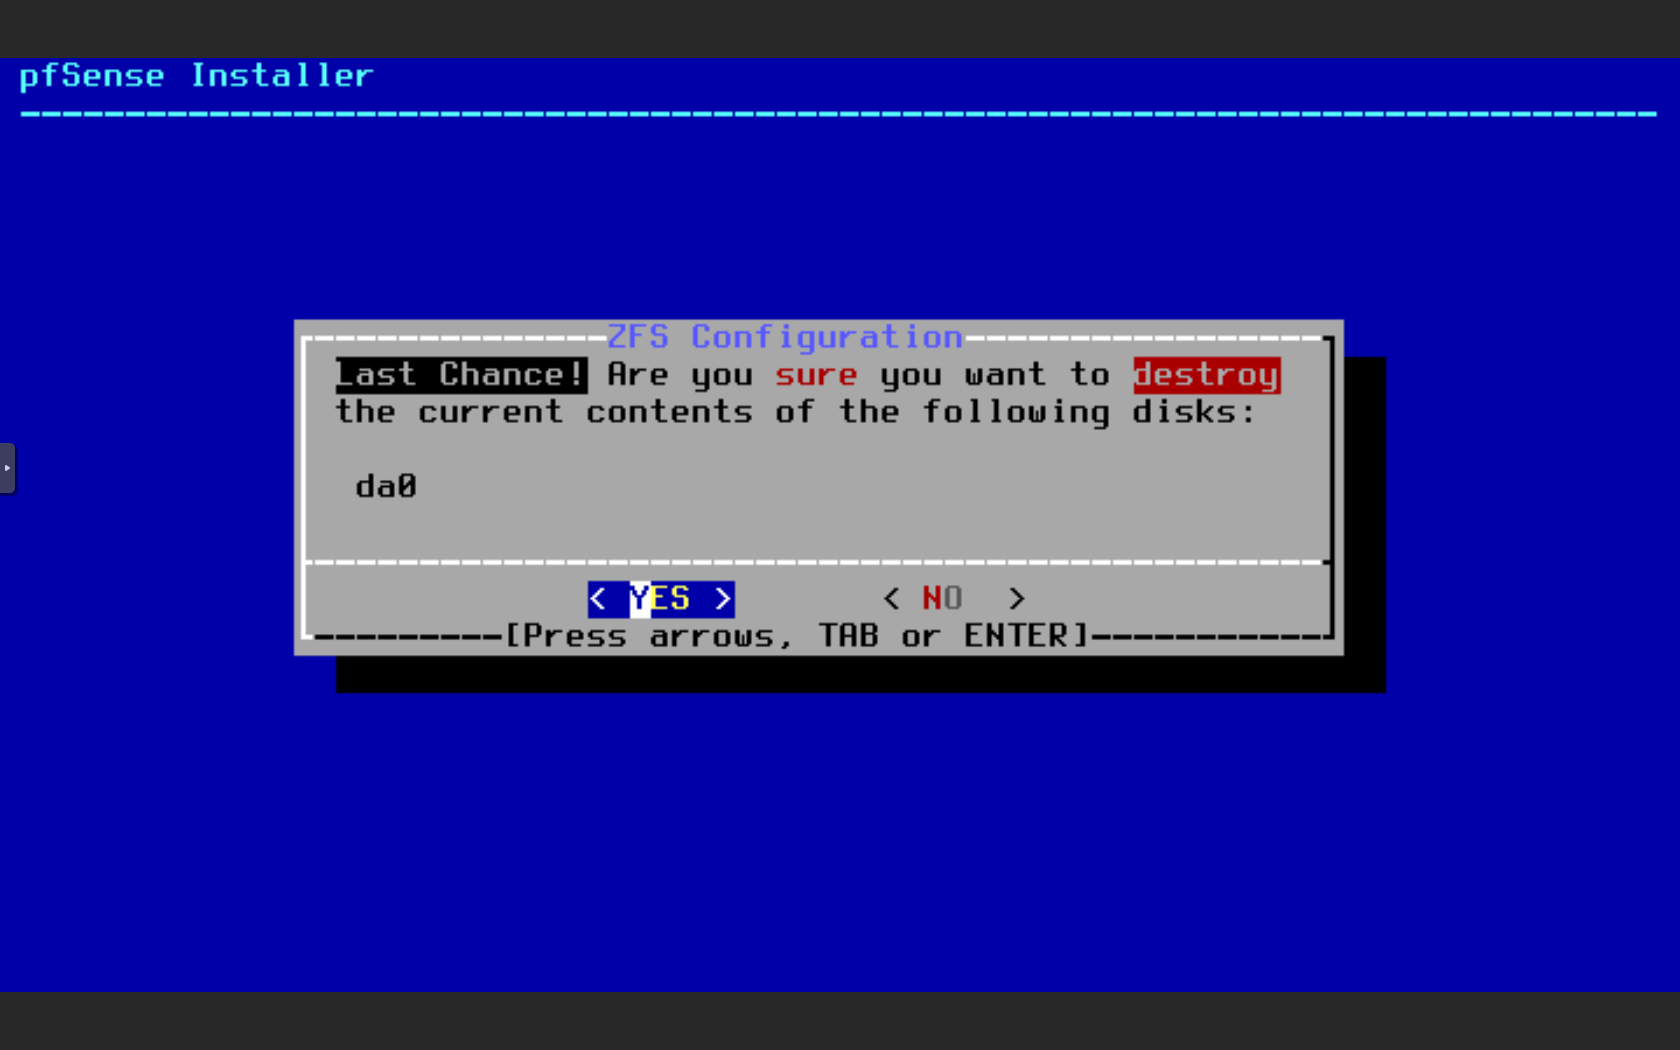 pfSense Installer
ZFS Configuration
Last Chance! Are you sure you want to destroy
the current contents of the following disks:
da0
< YES > < NO >
[Press arrows, TAB or ENTER]